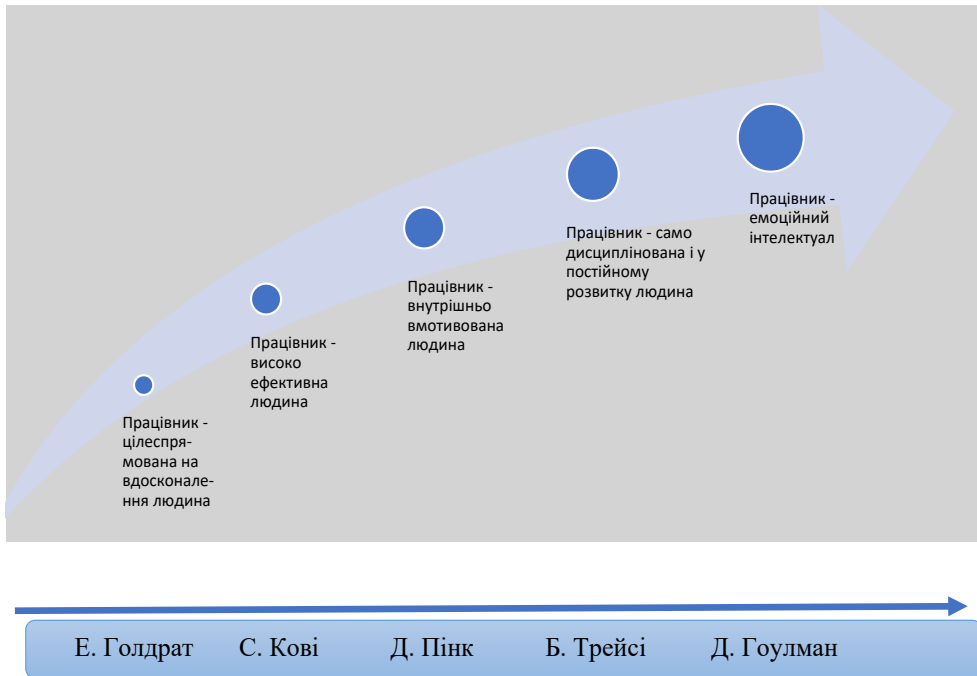 Працівник -
цілеспря-
мована на
вдосконале-
ння людина
Працівник -
високо
ефективна
людина
Працівник -
внутрішньо
вмотивована
людина
Працівник - само
дисциплінована і у
постійному
розвитку людина
Працівник -
емоційний
інтелектуал
Е. Голдрат С. Кові Д. Пінк Б. Трейсі Д. Гоулман